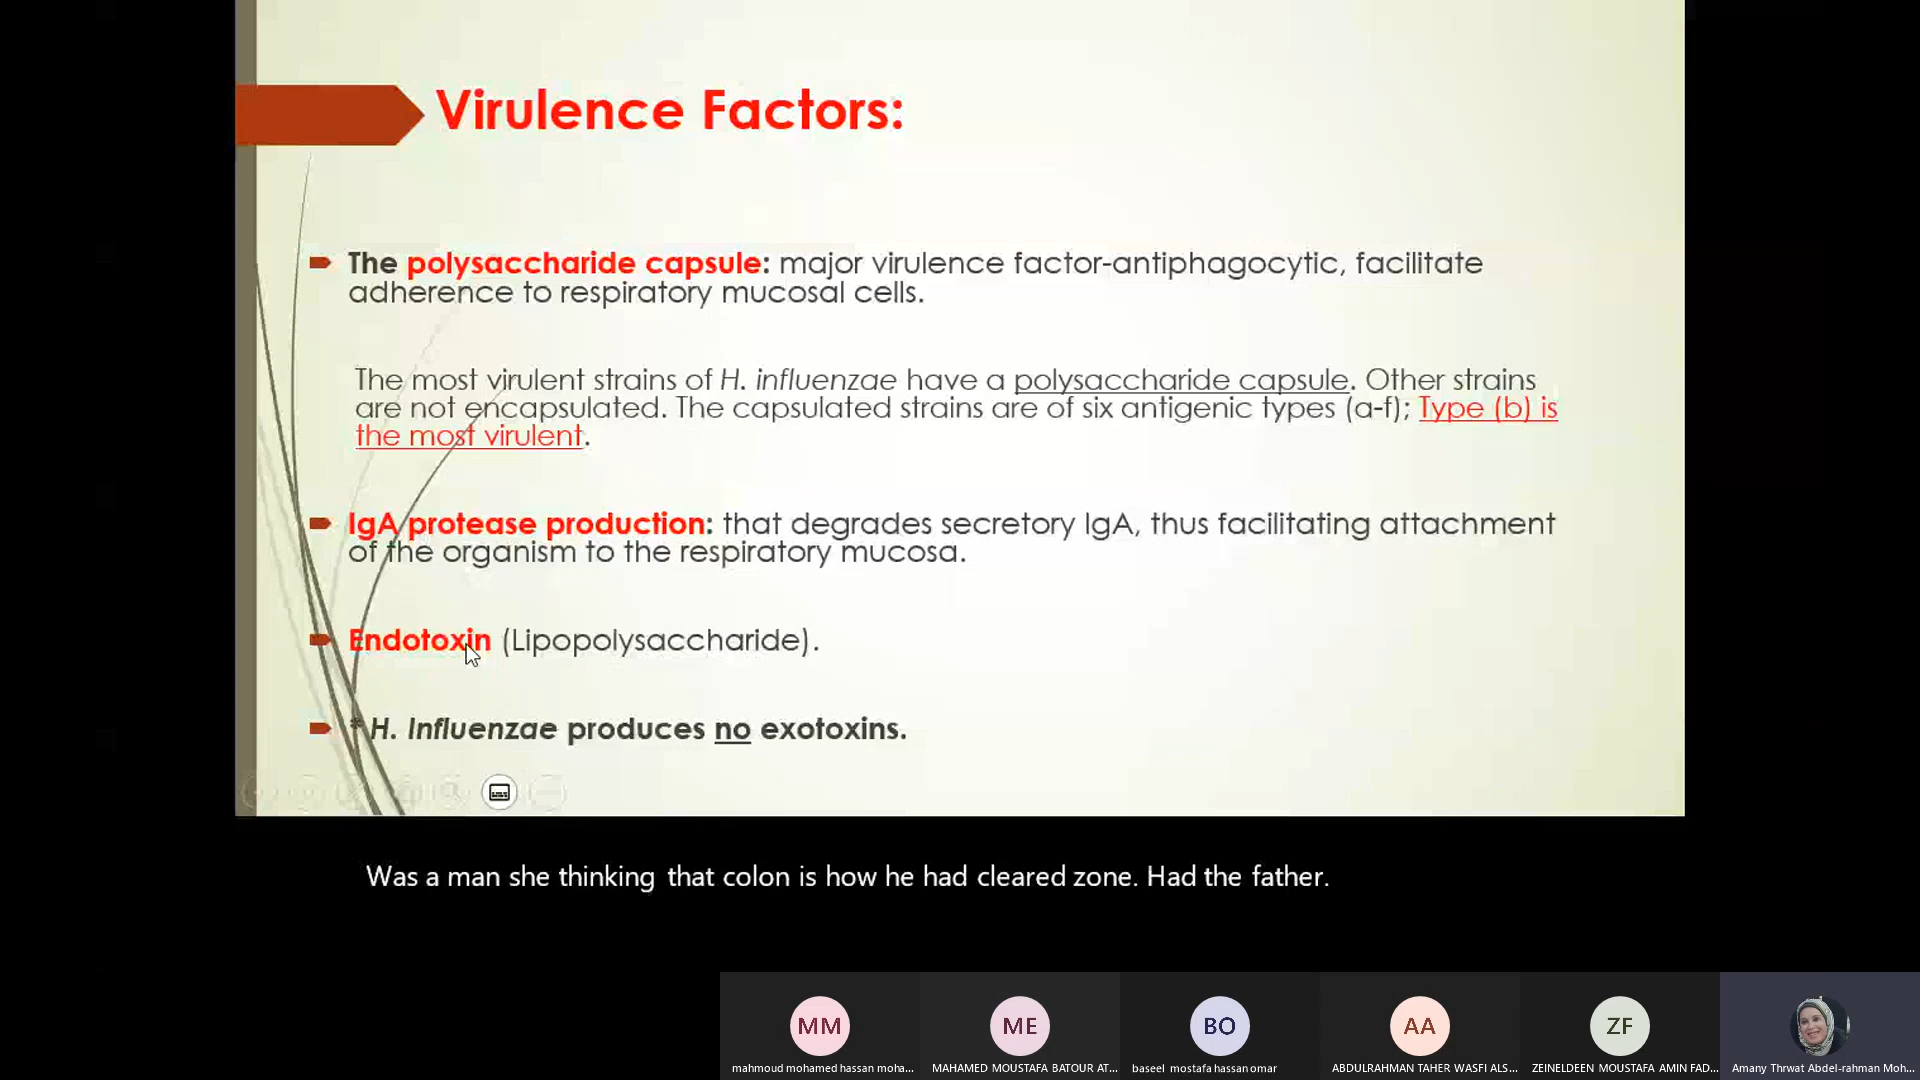 Virulence Factors:
The polysaccharide capsule: major virulence factor-antiphagocytic, facilitate
adherence to respiratory mucosal cells.
The most virulent strains of H. influenzae have a polysaccharide capsule. Other strains
are not encapsulated. The capsulated strains are of six antigenic types (a-f); Type (b) is
the most virulent.
IgA protease production: that degrades secretory IgA, thus facilitating attachment
of the organism to the respiratory mucosa.
Endotoxin (Lipopolysaccharide).
* H. Influenzae produces no exotoxins.
Was a man she thinking that colon is how he had cleared zone. Had the father.
MM
ME
BO
AA
ZF
mahmoud mohamed hassan moha...
MAHAMED MOUSTAFA BATOUR AT...
baseel mostafa hassan omar
ABDULRAHMAN TAHER WASFI ALS...
ZEINELDEEN MOUSTAFA AMIN FAD...
Amany Thrwat Abdel-rahman Moh...